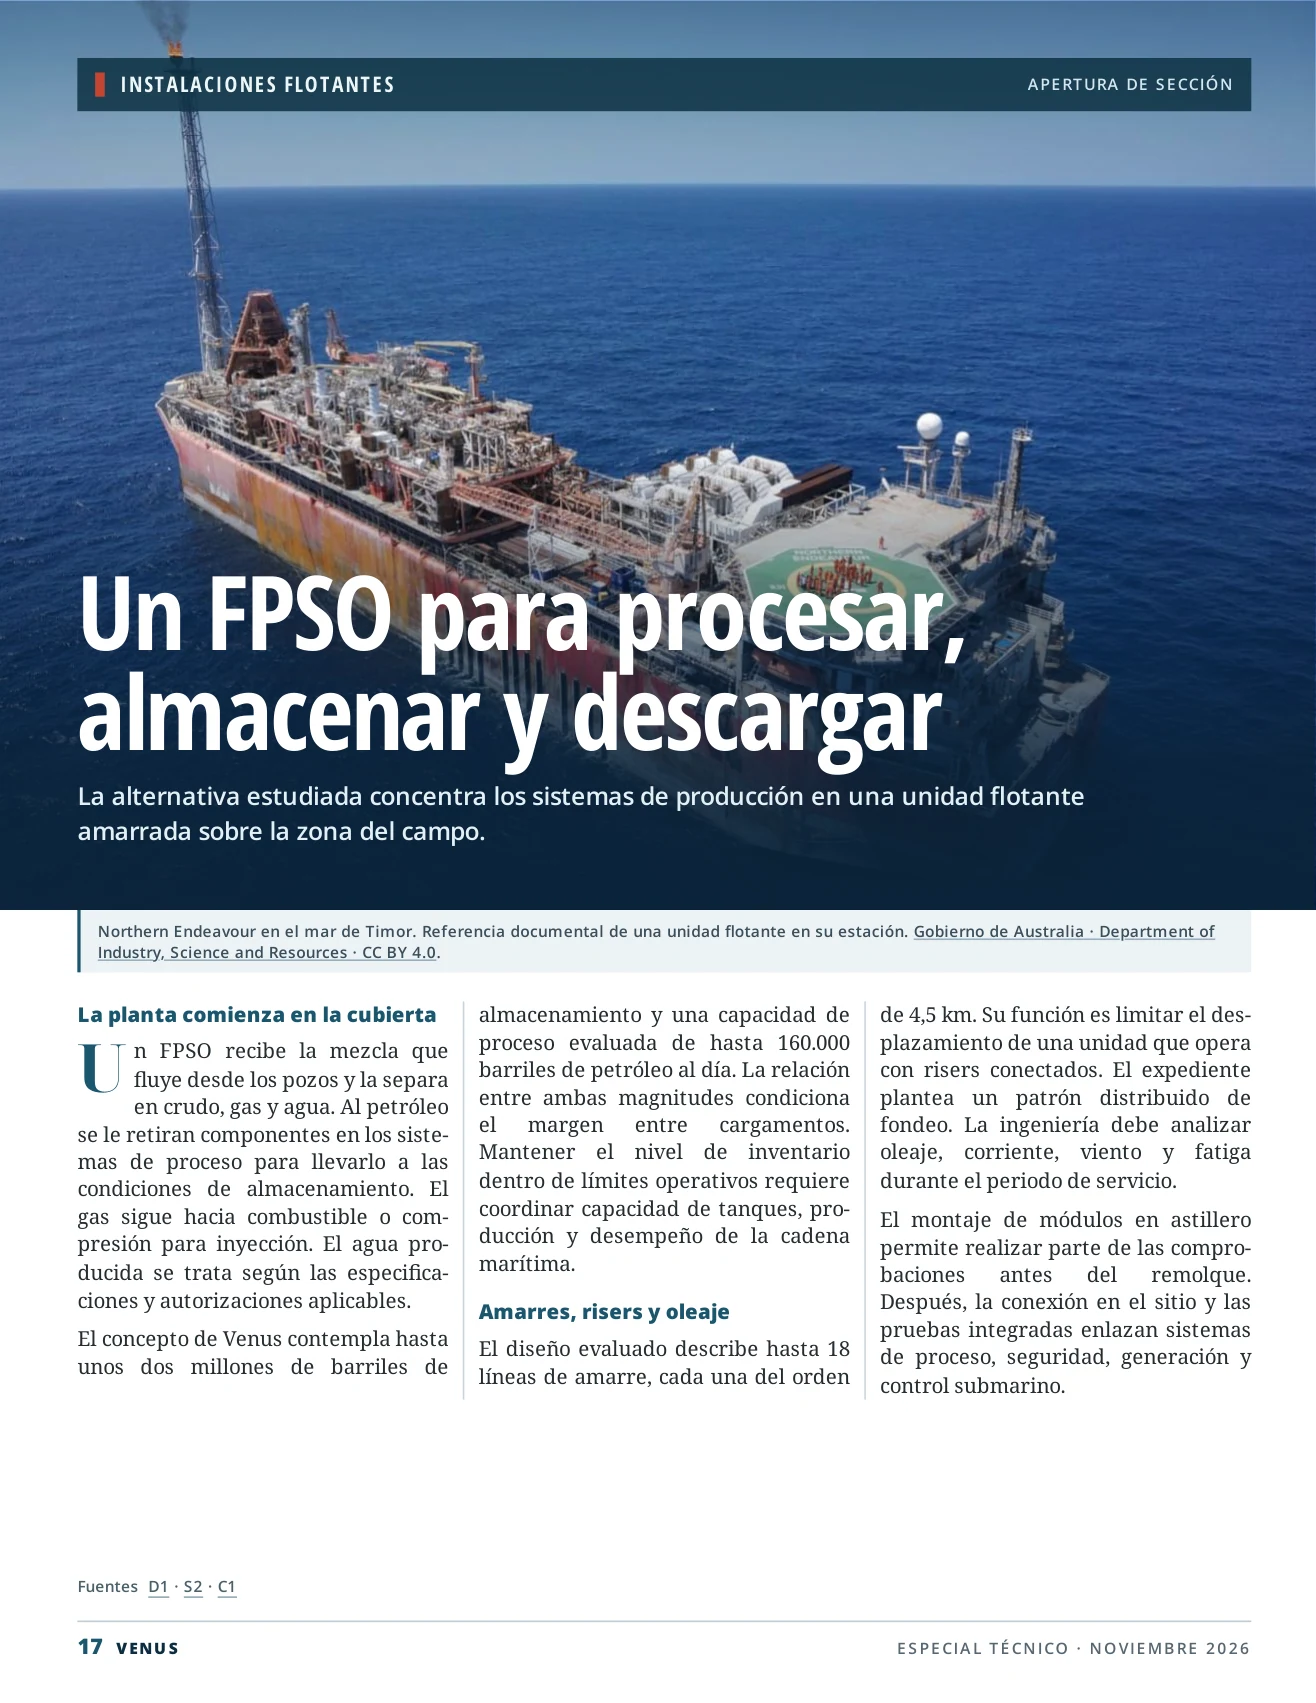 INSTALACIONES FLOTANTES
APERTURA DE SECCIÓN
NORTHERN
ENDEAVOUR
Un FPSO para procesar,
almacenar y descargar
La alternativa estudiada concentra los sistemas de producción en una unidad flotante
amarrada sobre la zona del campo.
Northern Endeavour en el mar de Timor. Referencia documental de una unidad flotante en su estación. Gobierno de Australia · Department of
Industry, Science and Resources · CC BY 4.0.
La planta comienza en la cubierta
Un FPSO recibe la mezcla que
fluye desde los pozos y la separa
en crudo, gas y agua. Al petróleo
se le retiran componentes en los siste-
mas de proceso para llevarlo a las
condiciones de almacenamiento. El
gas sigue hacia combustible o com-
presión para inyección. El agua pro-
ducida se trata según las especifica-
ciones y autorizaciones aplicables.
El concepto de Venus contempla hasta
unos dos millones de barriles de
almacenamiento y una capacidad de
proceso evaluada de hasta 160.000
barriles de petróleo al día. La relación
entre ambas magnitudes condiciona
el margen entre cargamentos.
Mantener el nivel de inventario
dentro de límites operativos requiere
coordinar capacidad de tanques, pro-
ducción y desempeño de la cadena
marítima.
Amarres, risers y oleaje
El diseño evaluado describe hasta 18
líneas de amarre, cada una del orden
de 4,5 km. Su función es limitar el des-
plazamiento de una unidad que opera
con risers conectados. El expediente
plantea un patrón distribuido de
fondeo. La ingeniería debe analizar
oleaje, corriente, viento y fatiga
durante el periodo de servicio.
El montaje de módulos en astillero
permite realizar parte de las compro-
baciones antes del remolque.
Después, la conexión en el sitio y las
pruebas integradas enlazan sistemas
de proceso, seguridad, generación y
control submarino.
Fuentes D1 · S2 · C1
17 VENUS
ESPECIAL TÉCNICO · NOVIEMBRE 2026